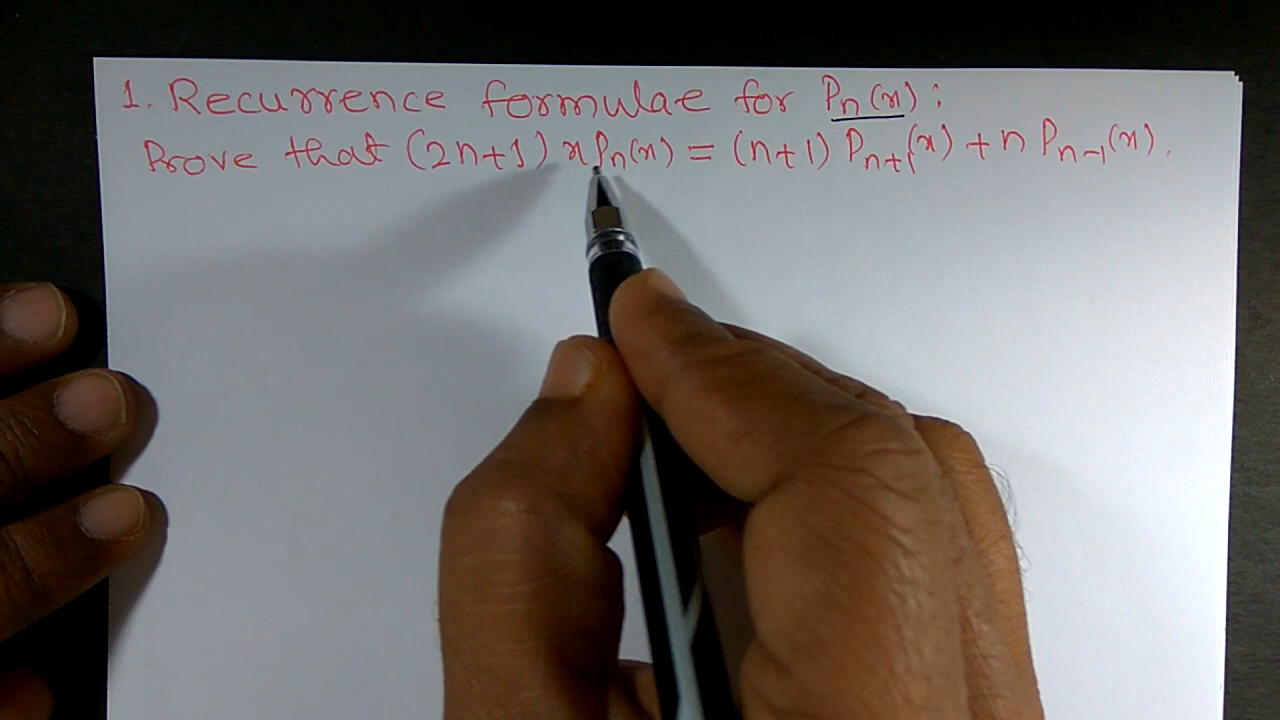 1. Recurrence formulae for Pn(x) :
Prove that (2n+1) x Pn(x) = (n+1) Pn+1(x) + n Pn-1(x).